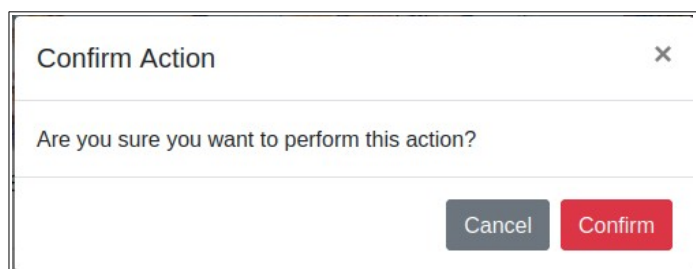 Confirm Action ×
Are you sure you want to perform this action?
Cancel Confirm